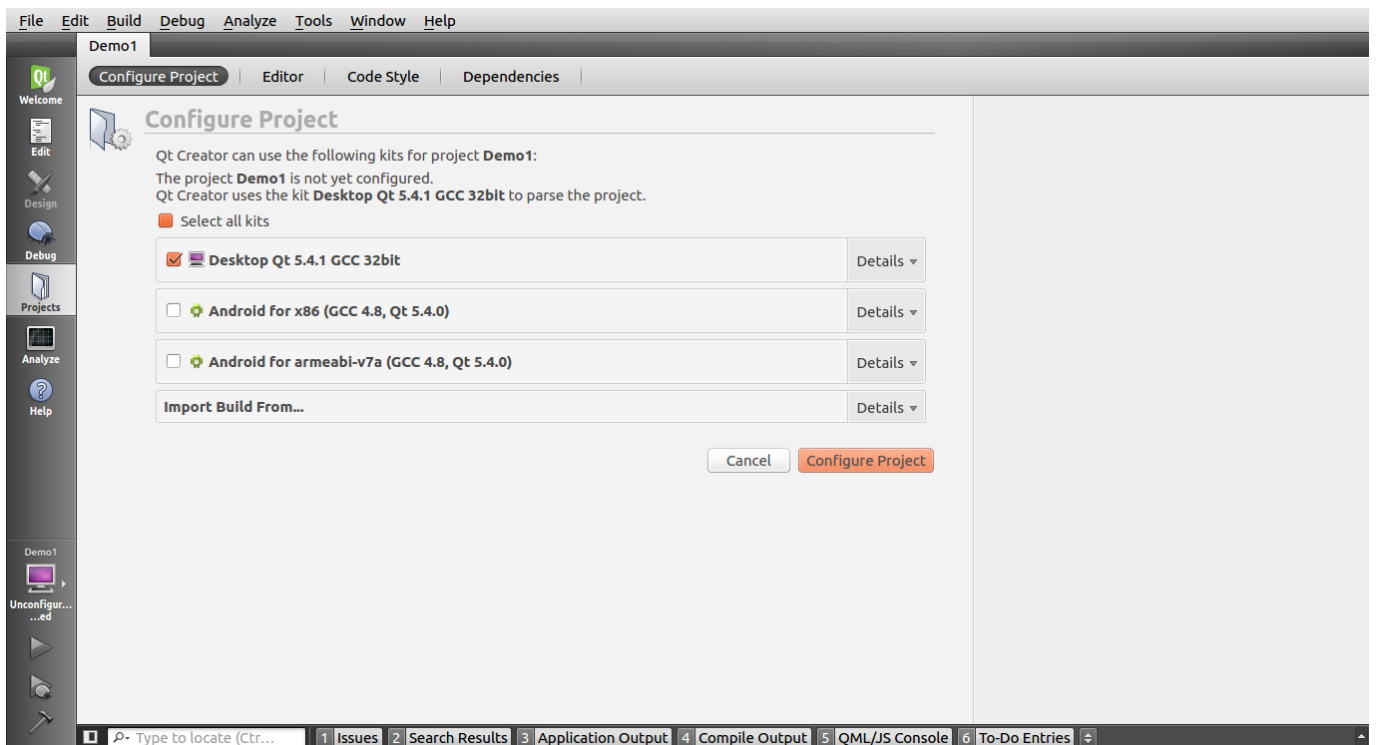 File Edit Build Debug Analyze Tools Window Help
Demo1
Configure Project Editor Code Style Dependencies
Qt
Welcome
Edit
Design
Debug
Projects
Analyze
Help
Configure Project
Qt Creator can use the following kits for project Demo1:
The project Demo1 is not yet configured.
Qt Creator uses the kit Desktop Qt 5.4.1 GCC 32bit to parse the project.
Select all kits
Desktop Qt 5.4.1 GCC 32bit Details
Android for x86 (GCC 4.8, Qt 5.4.0) Details
Android for armeabi-v7a (GCC 4.8, Qt 5.4.0) Details
Import Build From... Details
Cancel Configure Project
Demo1
Unconfigur...
...ed
Type to locate (Ctr... 1 Issues 2 Search Results 3 Application Output 4 Compile Output 5 QML/JS Console 6 To-Do Entries